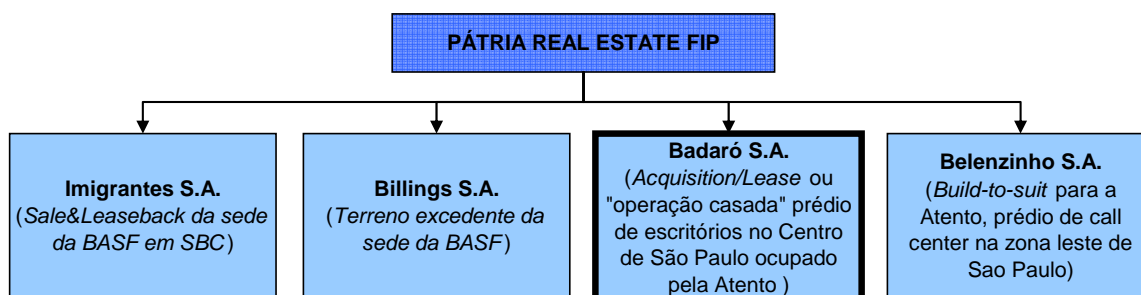 PÁTRIA REAL ESTATE FIP
Imigrantes S.A.
(Sale&Leaseback da sede
da BASF em SBC)
Billings S.A.
(Terreno excedente da
sede da BASF)
Badaró S.A.
(Acquisition/Lease ou
"operação casada" prédio
de escritórios no Centro
de São Paulo ocupado
pela Atento )
Belenzinho S.A.
(Build-to-suit para a
Atento, prédio de call
center na zona leste de
Sao Paulo)